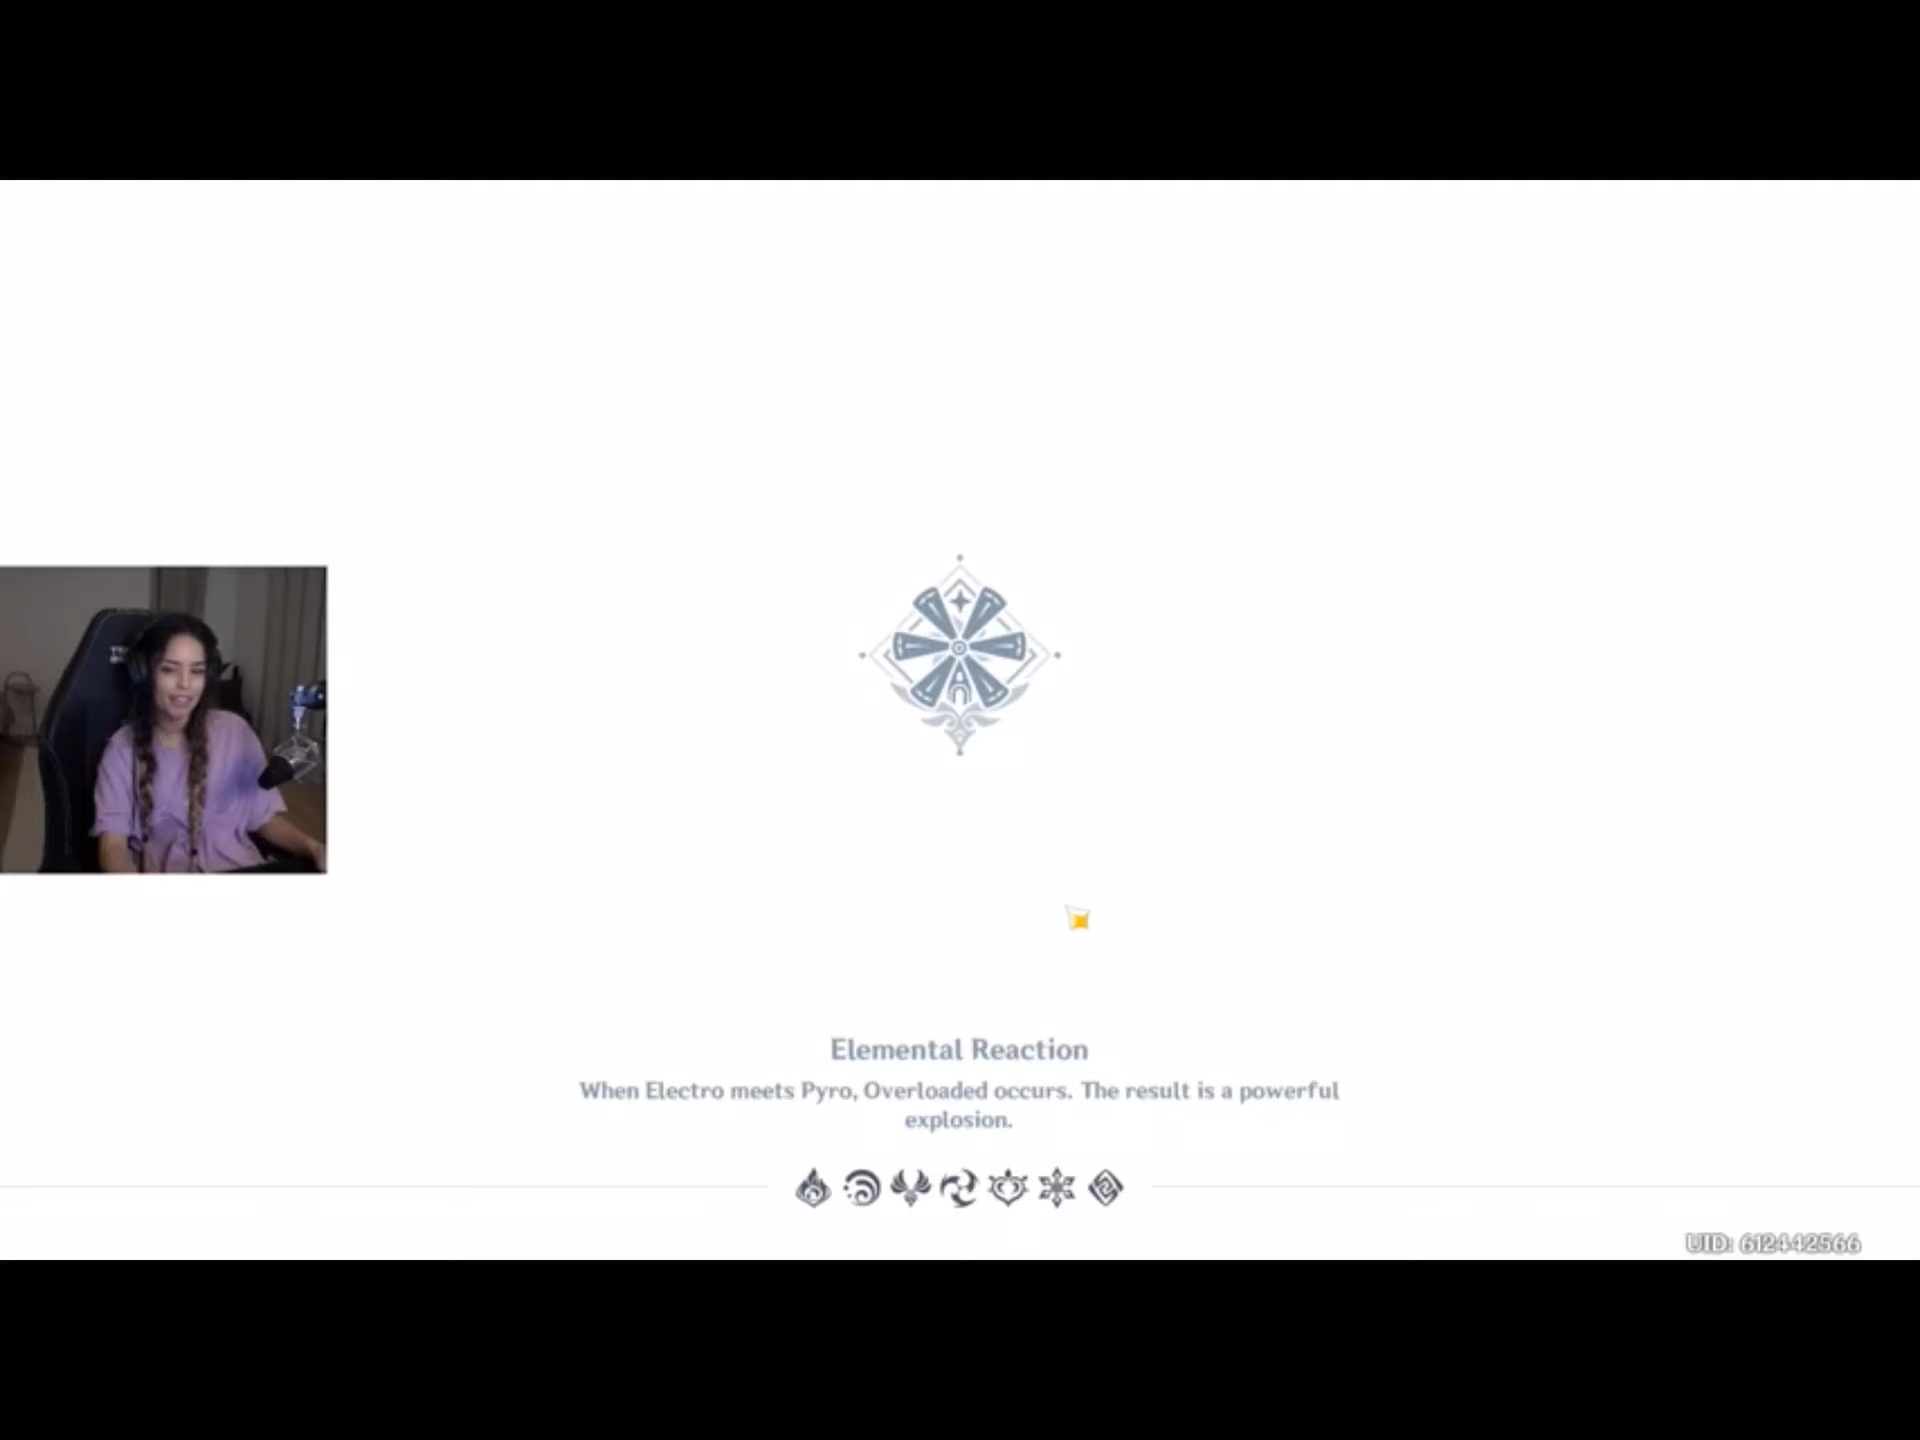 Elemental Reaction
When Electro meets Pyro, Overloaded occurs. The result is a powerful
explosion.
UID: 612442566